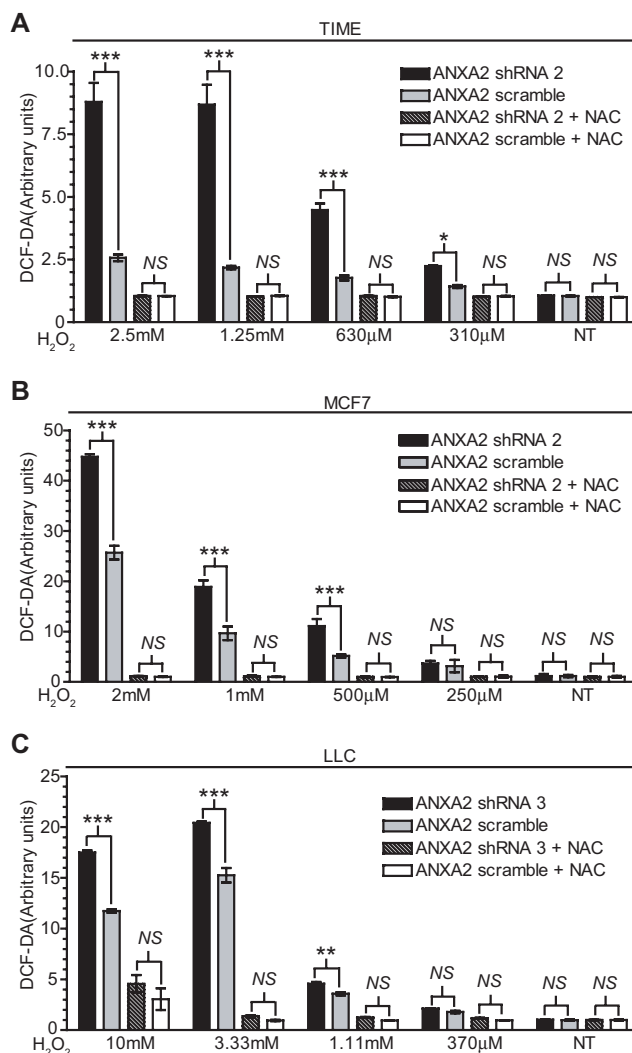 A
TIME
ANXA2 shRNA 2
ANXA2 scramble
ANXA2 shRNA 2 + NAC
ANXA2 scramble + NAC
DCF-DA(Arbitrary units)
10.0
7.5
5.0
2.5
0
*** *** *** *
NS NS NS NS NS NS
H₂O₂ 2.5mM 1.25mM 630µM 310µM NT
B
MCF7
ANXA2 shRNA 2
ANXA2 scramble
ANXA2 shRNA 2 + NAC
ANXA2 scramble + NAC
DCF-DA(Arbitrary units)
50
40
30
20
10
0
*** *** ***
NS NS NS NS NS NS NS
H₂O₂ 2mM 1mM 500µM 250µM NT
C
LLC
ANXA2 shRNA 3
ANXA2 scramble
ANXA2 shRNA 3 + NAC
ANXA2 scramble + NAC
DCF-DA(Arbitrary units)
25
20
15
10
5
0
*** *** **
NS NS NS NS NS NS NS
H₂O₂ 10mM 3.33mM 1.11mM 370µM NT